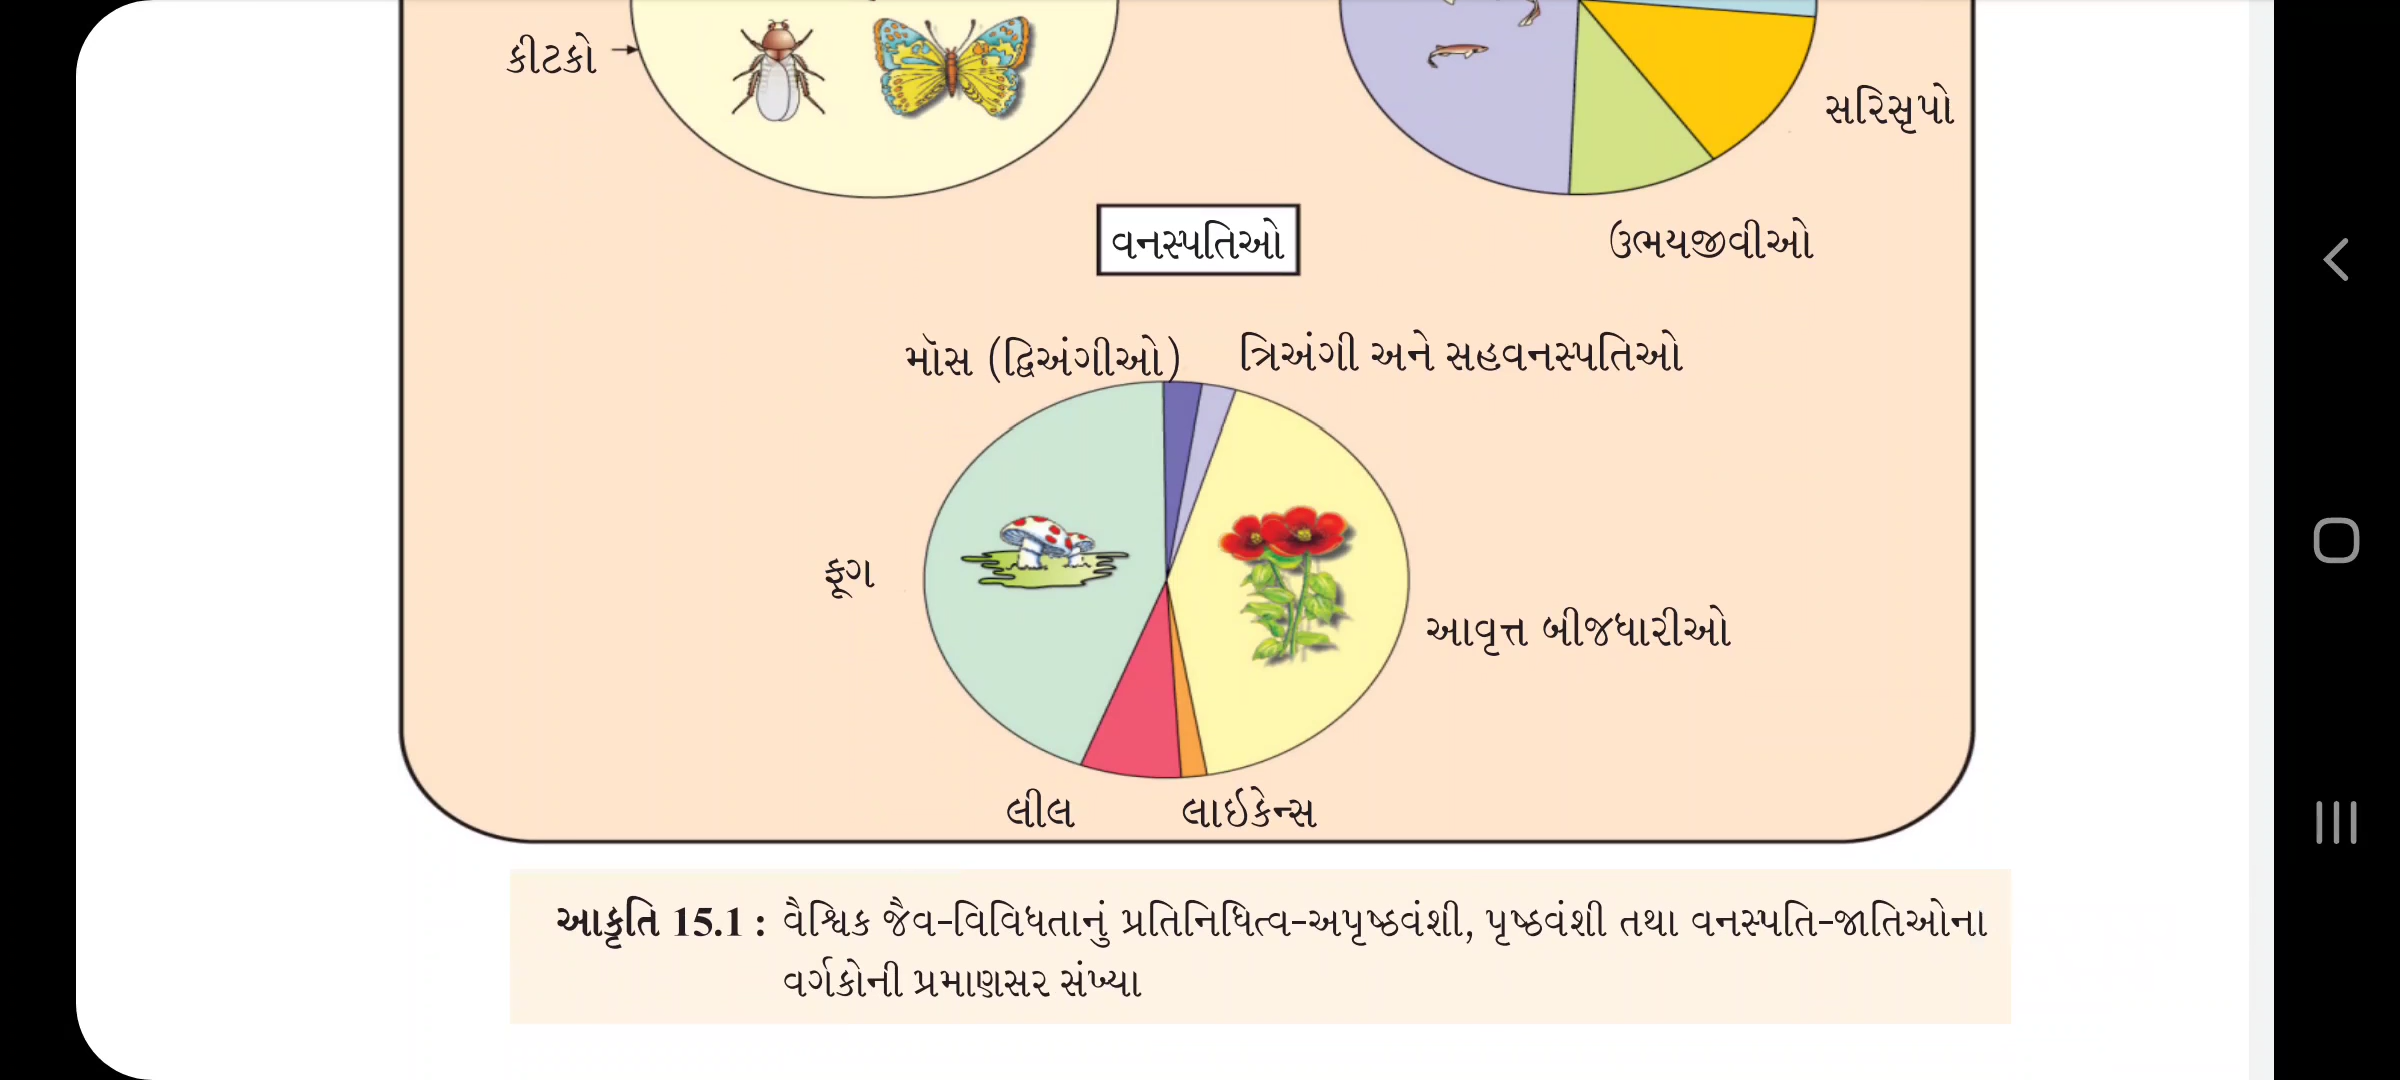 કીટકો
સરિસૃપો
વનસ્પતિઓ
ઉભયજીવીઓ
મૉસ (દ્વિઅંગીઓ)
ત્રિઅંગી અને સહવનસ્પતિઓ
ફૂગ
આવૃત્ત બીજધારીઓ
લીલ
લાઈકેન્સ
આકૃતિ 15.1 : વૈશ્વિક જૈવ-વિવિધતાનું પ્રતિનિધિત્વ-અપૃષ્ઠવંશી, પૃષ્ઠવંશી તથા વનસ્પતિ-જાતિઓના
વર્ગકોની પ્રમાણસર સંખ્યા